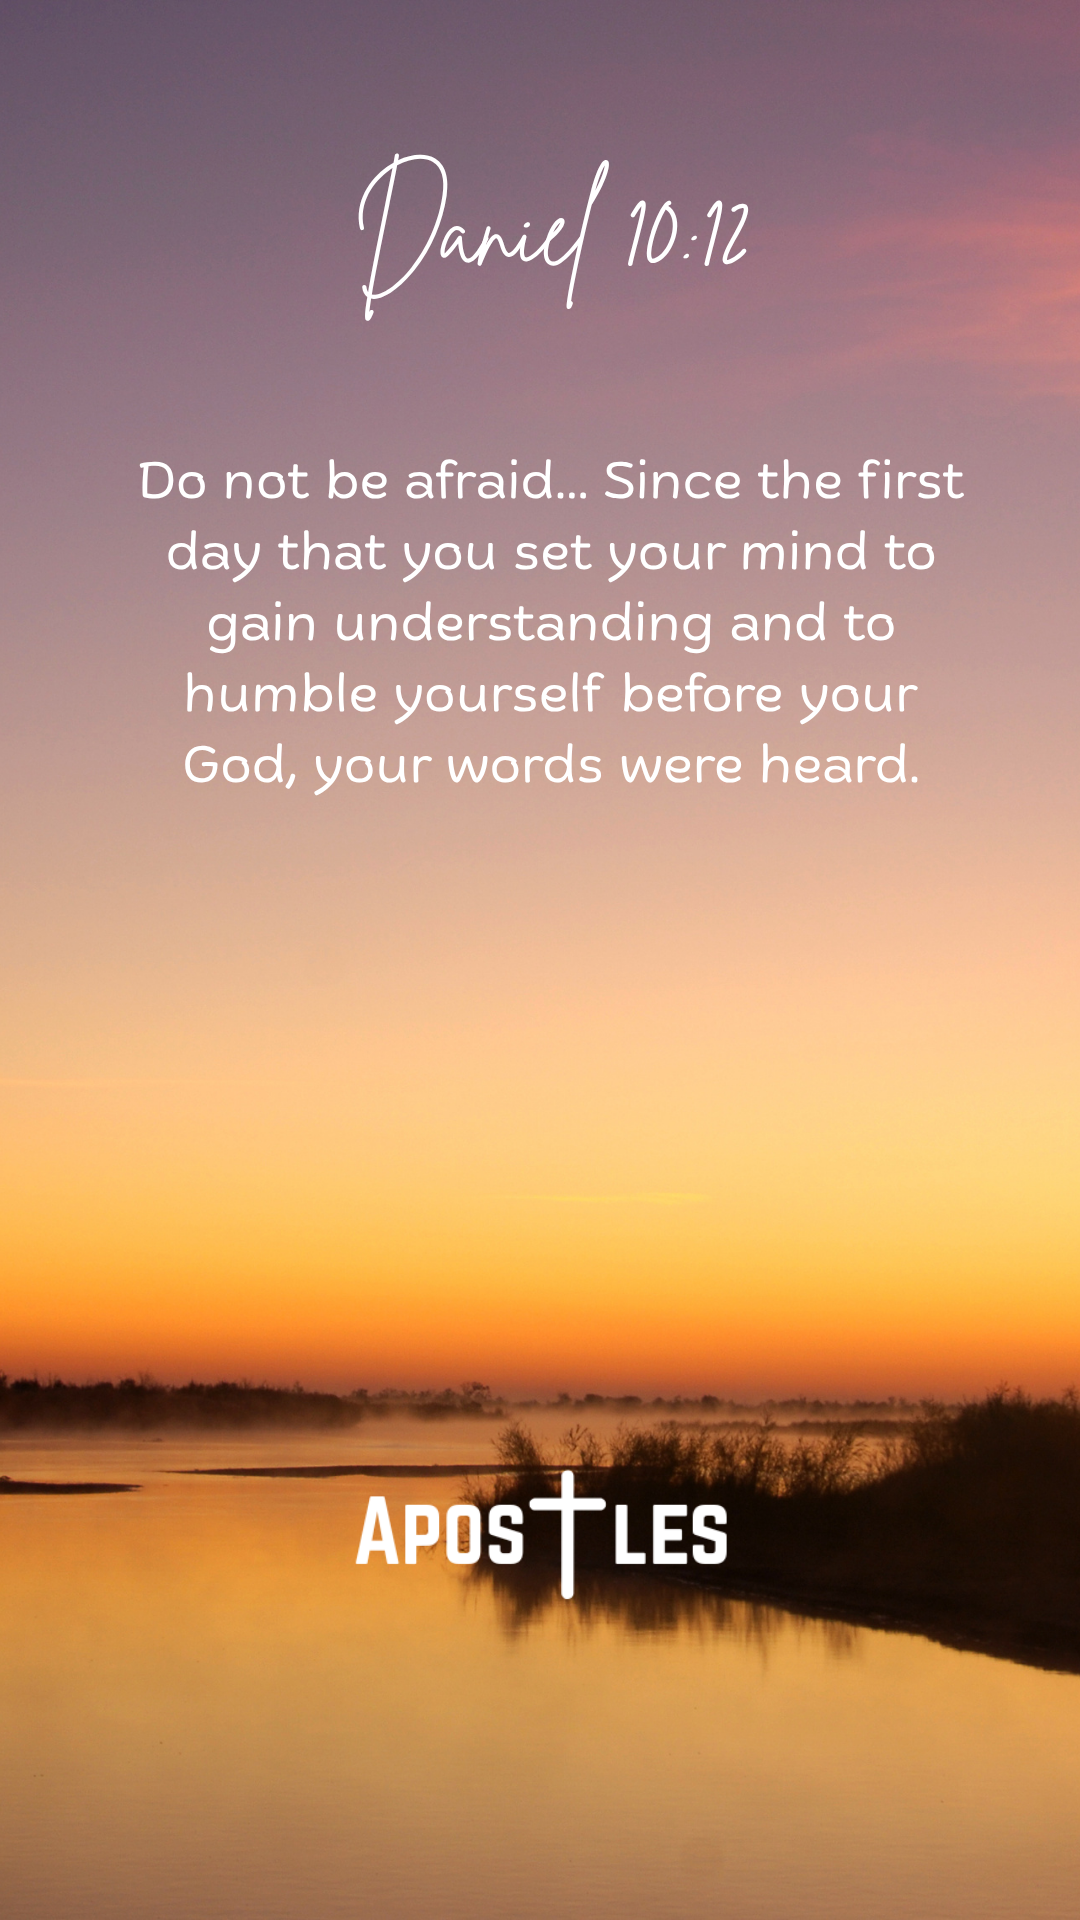 Daniel 10:12
Do not be afraid... Since the first
day that you set your mind to
gain understanding and to
humble yourself before your
God, your words were heard.
APOSTLES